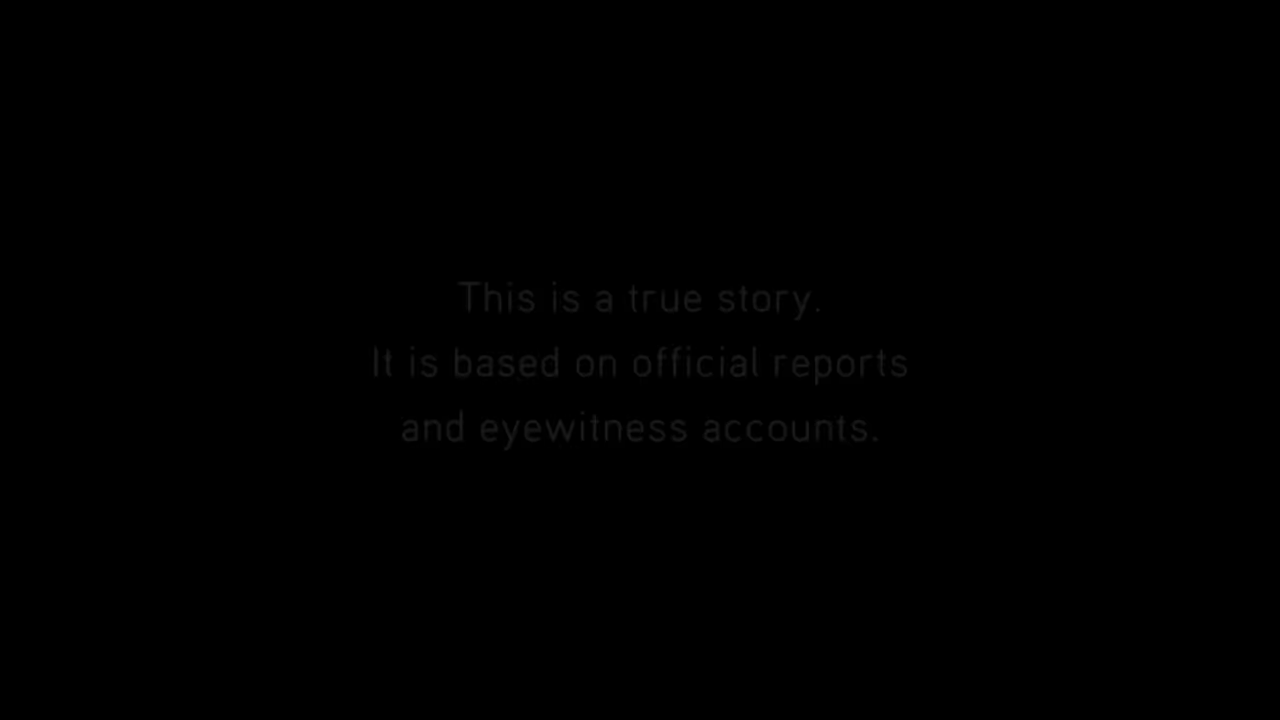 This is a true story.
It is based on official reports
and eyewitness accounts.